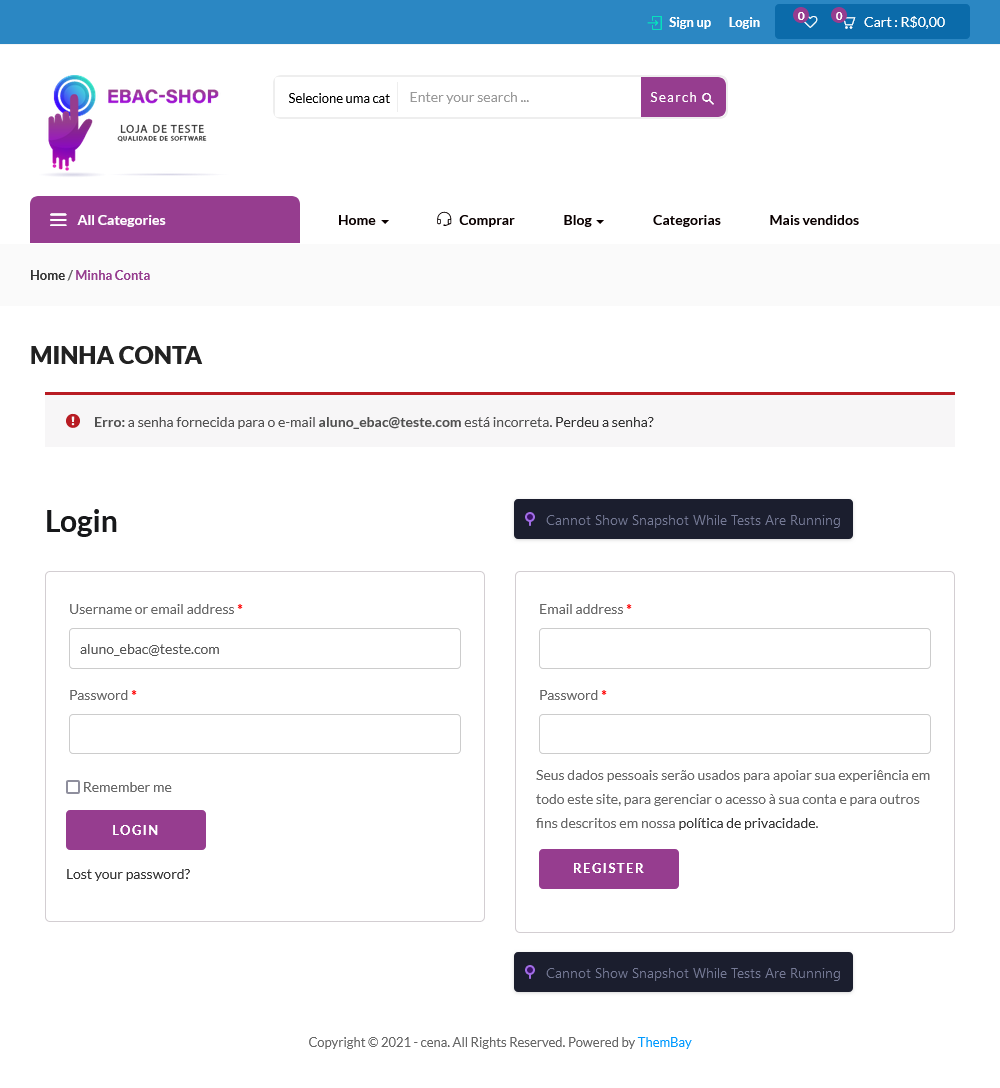 Sign up Login 0 0 Cart : R$0,00
EBAC-SHOP
LOJA DE TESTE
QUALIDADE DE SOFTWARE
Selecione uma cat Enter your search ... Search
All Categories Home Comprar Blog Categorias Mais vendidos
Home / Minha Conta
MINHA CONTA
Erro: a senha fornecida para o e-mail aluno_ebac@teste.com está incorreta. Perdeu a senha?
Login
Cannot Show Snapshot While Tests Are Running
Username or email address *
aluno_ebac@teste.com
Password *
Remember me
LOGIN
Lost your password?
Email address *
Password *
Seus dados pessoais serão usados para apoiar sua experiência em
todo este site, para gerenciar o acesso à sua conta e para outros
fins descritos em nossa política de privacidade.
REGISTER
Cannot Show Snapshot While Tests Are Running
Copyright © 2021 - cena. All Rights Reserved. Powered by ThemBay